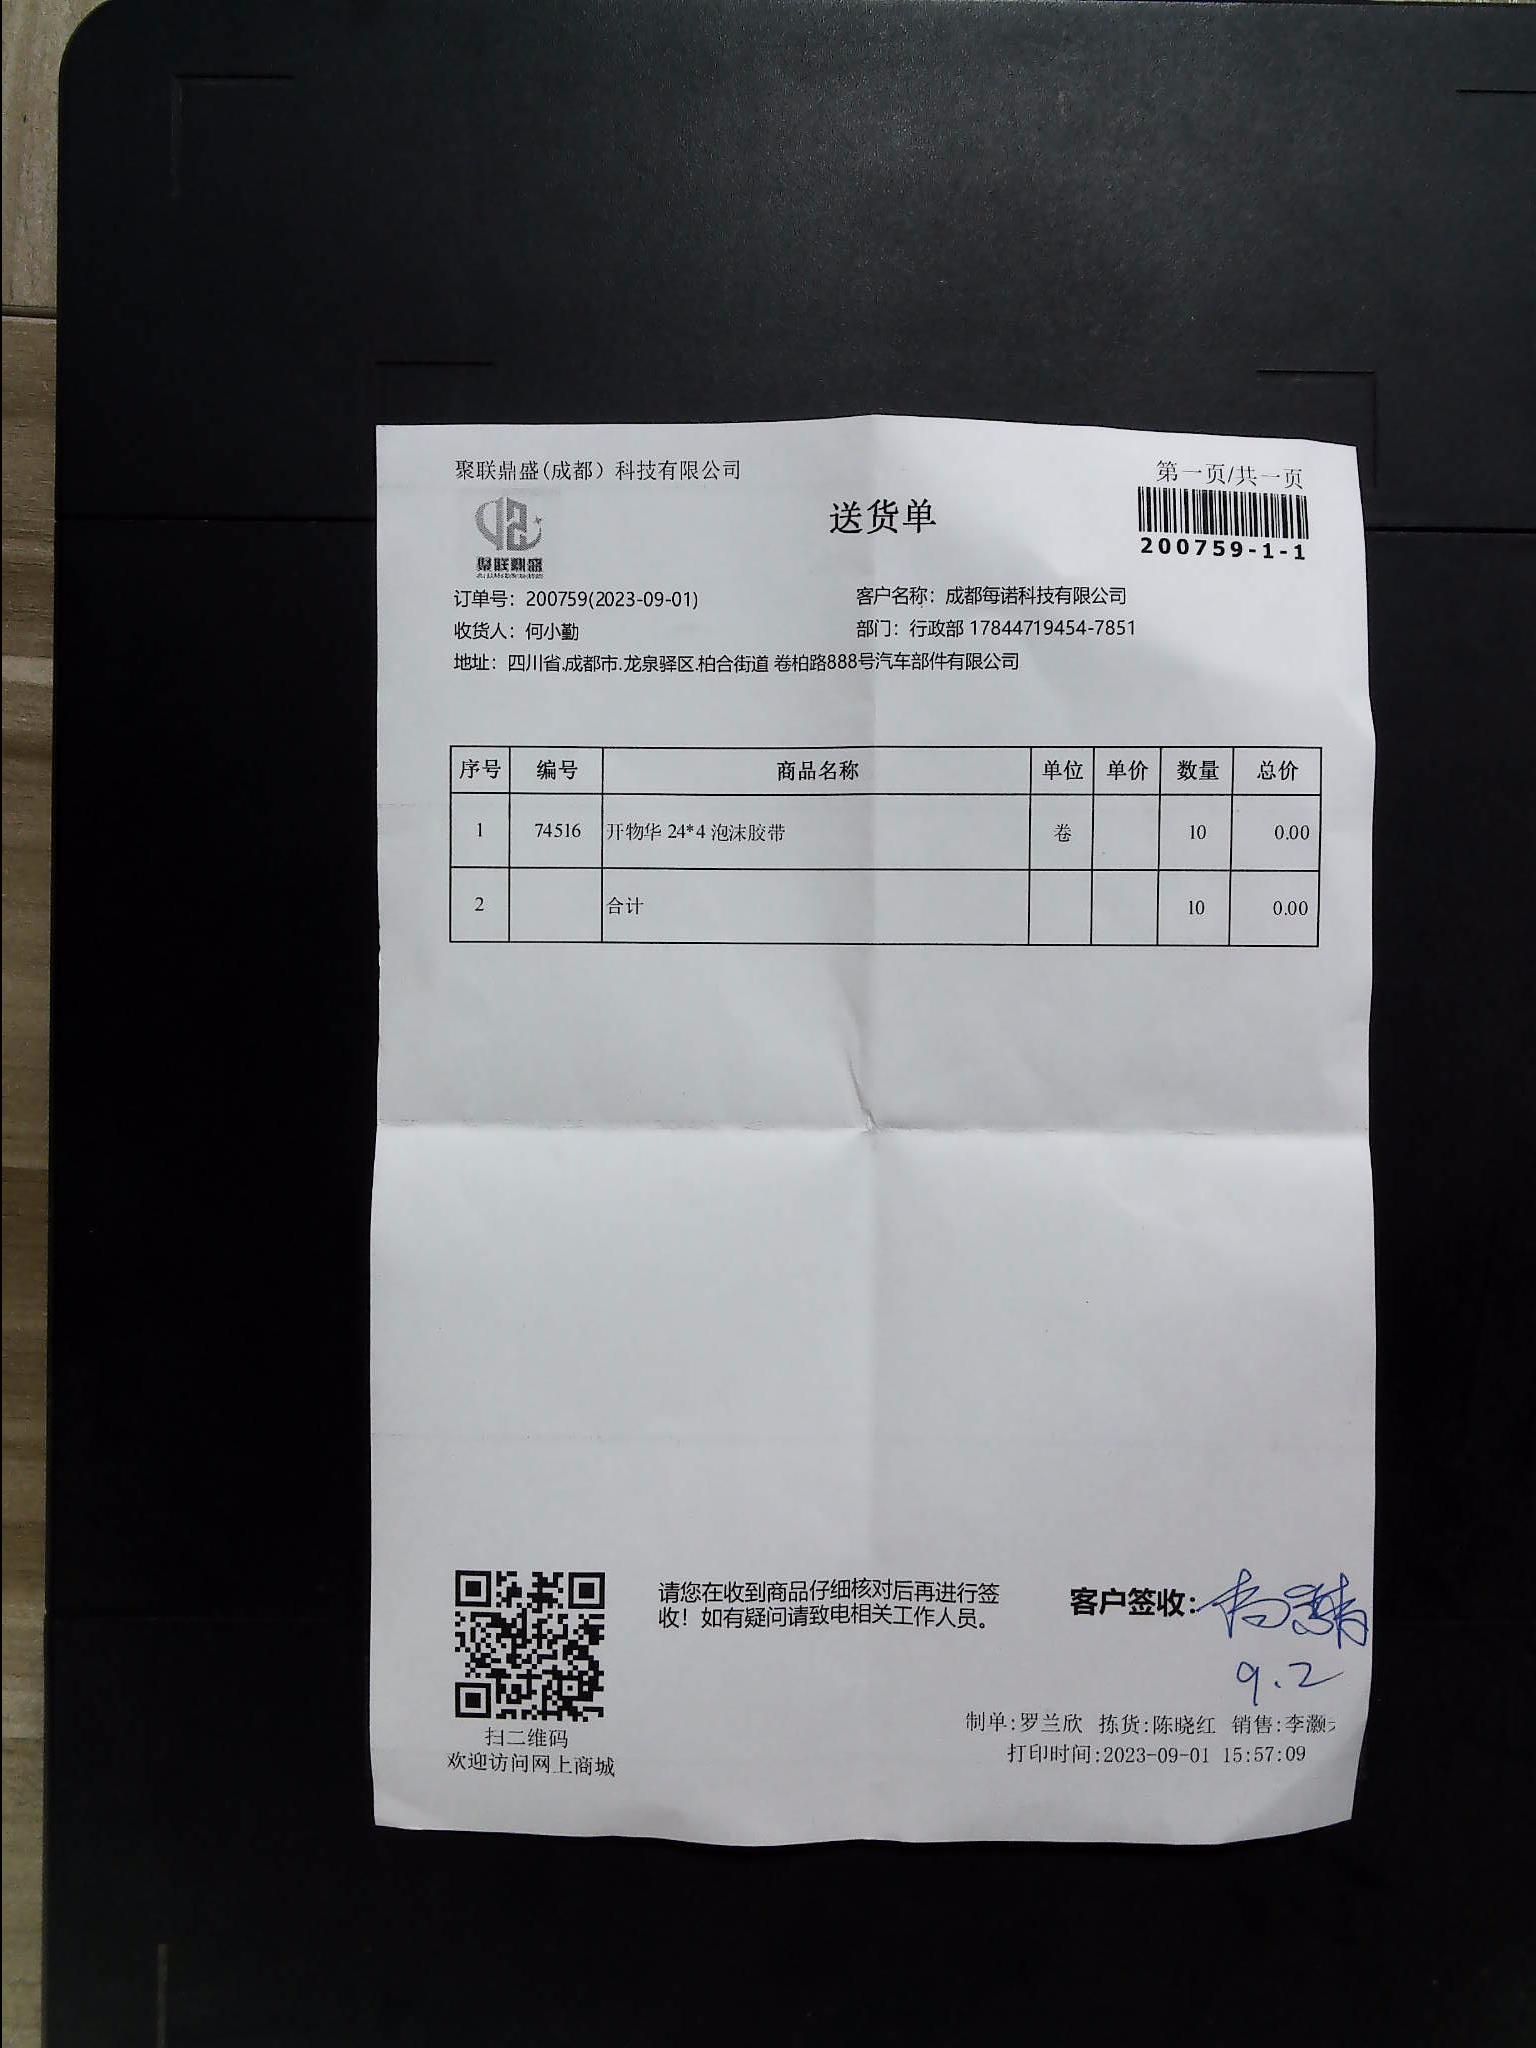 聚联鼎盛(成都）科技有限公司
第一页/共一页
聚联鼎盛
送货单
200759-1-1
订单号：200759(2023-09-01)
客户名称：成都每诺科技有限公司
收货人：何小勤
部门：行政部 17844719454-7851
地址：四川省.成都市.龙泉驿区.柏合街道 卷柏路888号汽车部件有限公司
序号 编号 商品名称 单位 单价 数量 总价
1 74516 开物华 24*4 泡沫胶带 卷 10 0.00
2 合计 10 0.00
请您在收到商品仔细核对后再进行签
收！如有疑问请致电相关工作人员。
客户签收：
9.2
扫二维码
欢迎访问网上商城
制单:罗兰欣 拣货:陈晓红 销售:李灏
打印时间:2023-09-01 15:57:09